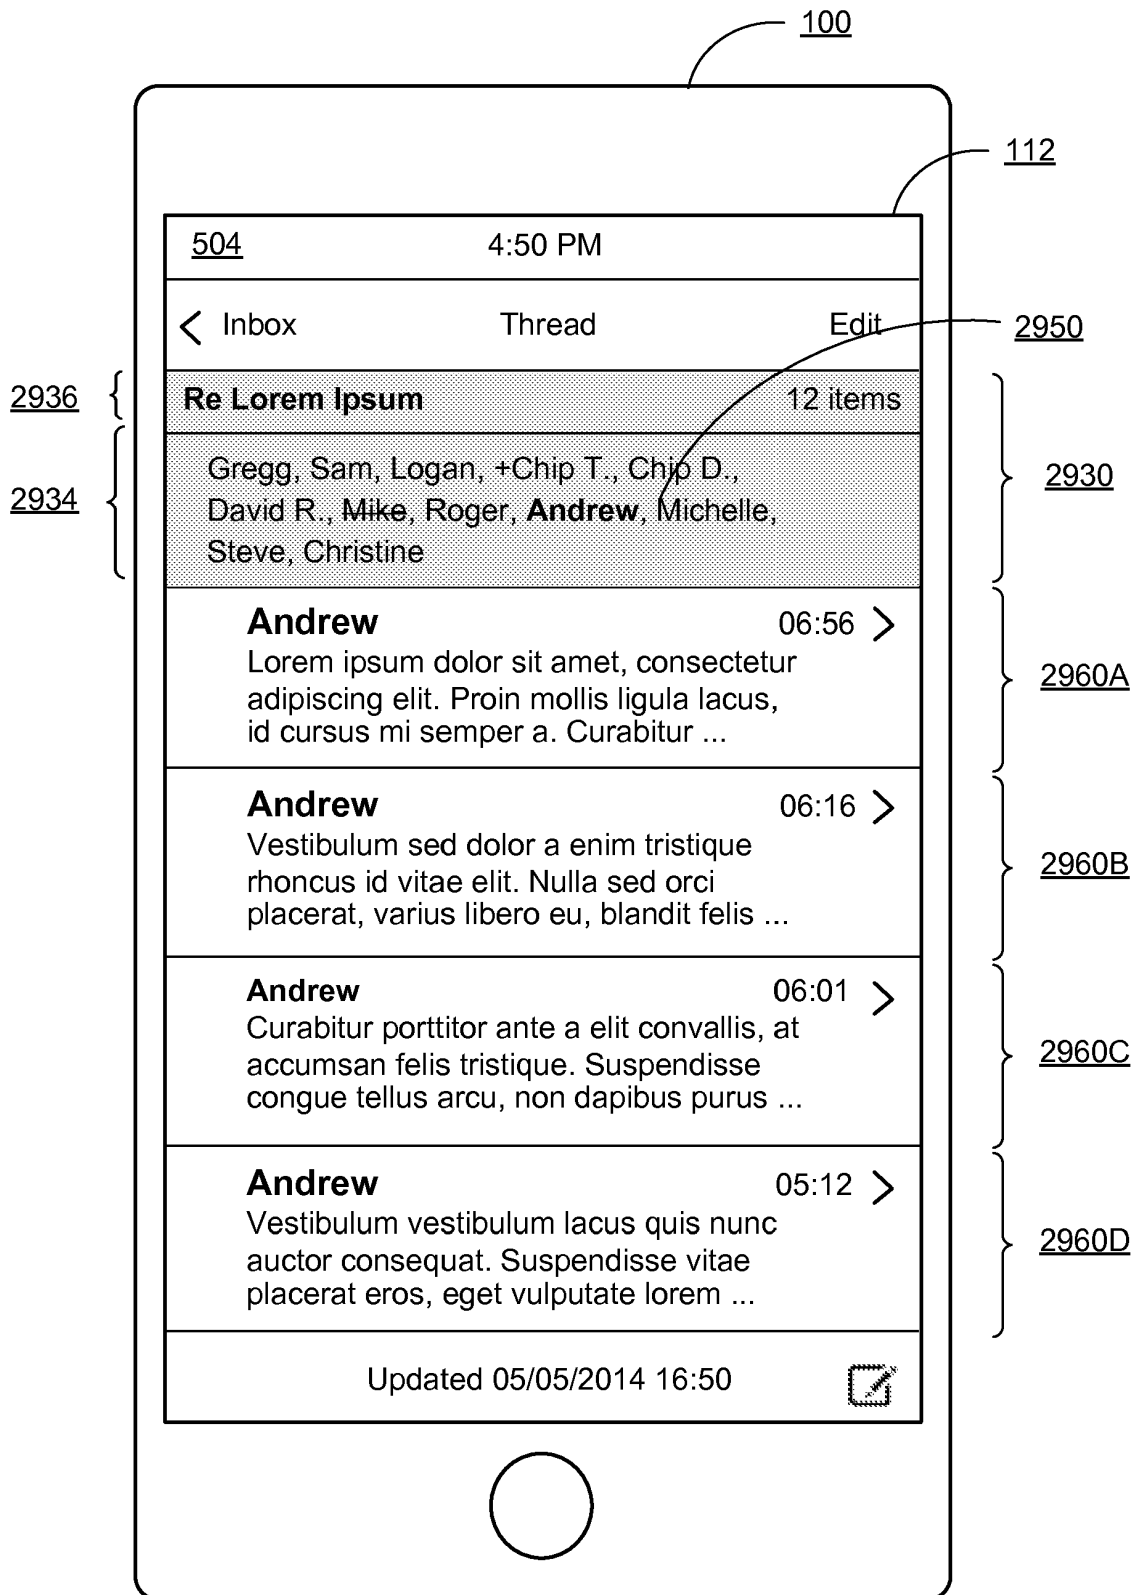 100
112
504 4:50 PM
Inbox Thread Edit
2950
2936
Re Lorem Ipsum 12 items
2934
Gregg, Sam, Logan, +Chip T., Chip D.,
David R., Mike, Roger, Andrew, Michelle,
Steve, Christine
2930
Andrew 06:56
Lorem ipsum dolor sit amet, consectetur
adipiscing elit. Proin mollis ligula lacus,
id cursus mi semper a. Curabitur ...
2960A
Andrew 06:16
Vestibulum sed dolor a enim tristique
rhoncus id vitae elit. Nulla sed orci
placerat, varius libero eu, blandit felis ...
2960B
Andrew 06:01
Curabitur porttitor ante a elit convallis, at
accumsan felis tristique. Suspendisse
congue tellus arcu, non dapibus purus ...
2960C
Andrew 05:12
Vestibulum vestibulum lacus quis nunc
auctor consequat. Suspendisse vitae
placerat eros, eget vulputate lorem ...
2960D
Updated 05/05/2014 16:50